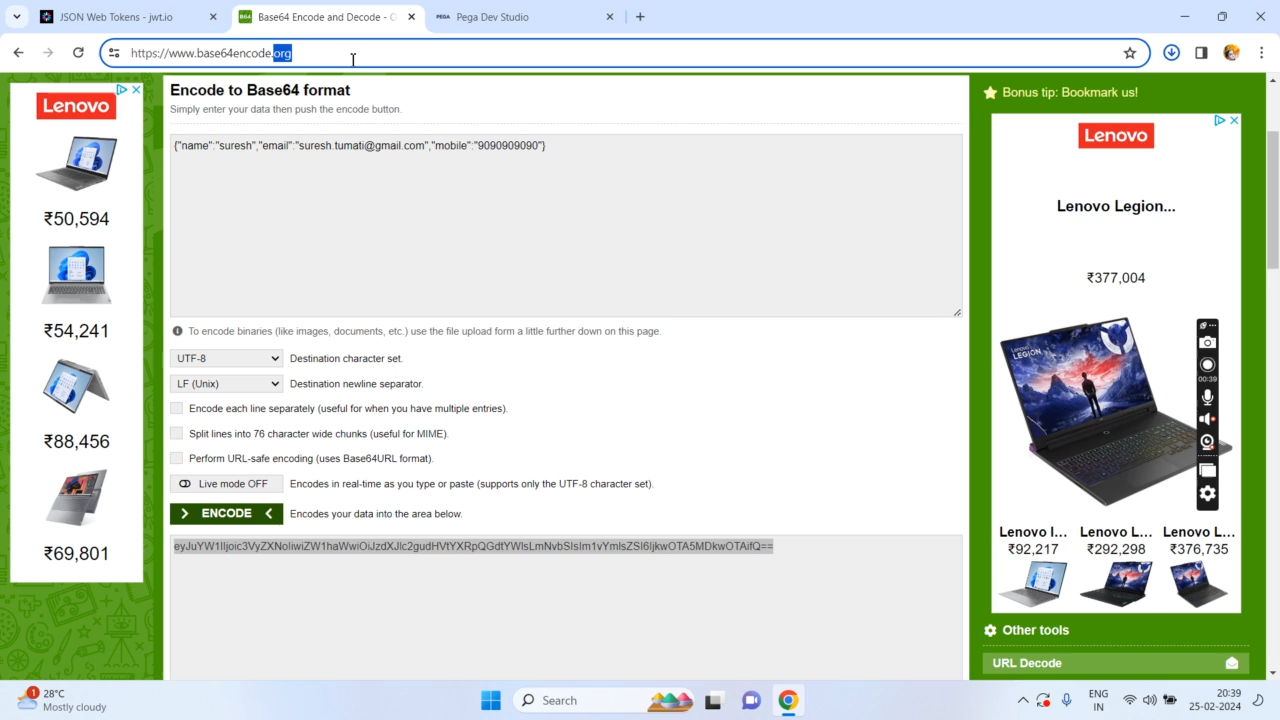 JSON Web Tokens - jwt.io
B64
Base64 Encode and Decode - O
PEGA
Pega Dev Studio
https://www.base64encode.org
Encode to Base64 format
Simply enter your data then push the encode button.
{"name":"suresh","email":"suresh.tumati@gmail.com","mobile":"9090909090"}
To encode binaries (like images, documents, etc.) use the file upload form a little further down on this page.
UTF-8
Destination character set.
LF (Unix)
Destination newline separator.
Encode each line separately (useful for when you have multiple entries).
Split lines into 76 character wide chunks (useful for MIME).
Perform URL-safe encoding (uses Base64URL format).
Live mode OFF
Encodes in real-time as you type or paste (supports only the UTF-8 character set).
ENCODE
Encodes your data into the area below.
Lenovo
₹50,594
₹54,241
₹88,456
₹69,801
Bonus tip: Bookmark us!
Lenovo
Lenovo Legion...
₹377,004
LEGION
00:39
Lenovo I...
Lenovo L...
Lenovo L...
₹92,217
₹292,298
₹376,735
Other tools
URL Decode
1
28°C
Mostly cloudy
Search
ENG
IN
20:39
25-02-2024